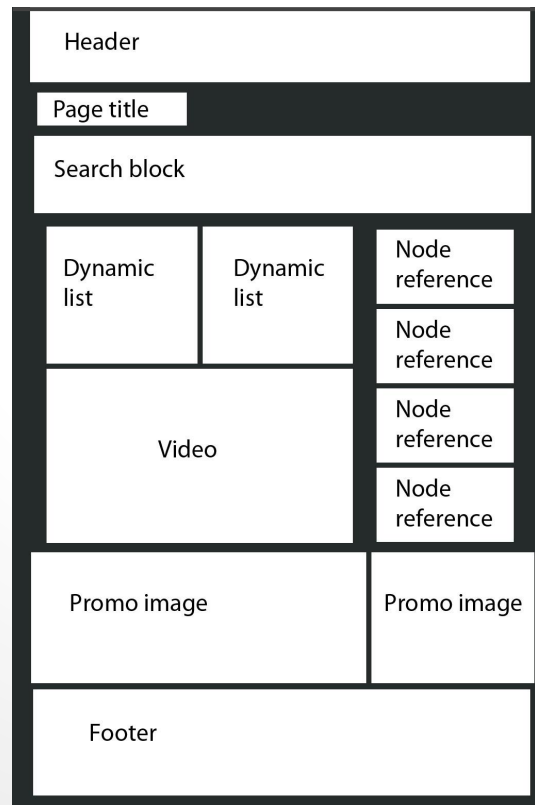 Header
Page title
Search block
Dynamic
list
Dynamic
list
Video
Node
reference
Node
reference
Node
reference
Node
reference
Promo image
Promo image
Footer